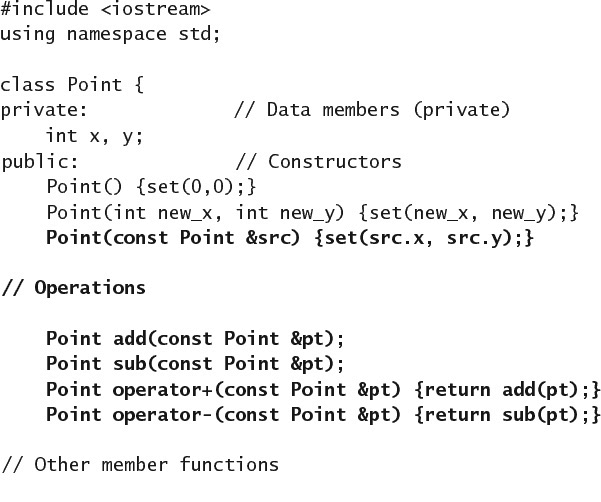 #include <iostream>
using namespace std;

class Point {
private:                // Data members (private)
    int x, y;
public:                 // Constructors
    Point() {set(0,0);}
    Point(int new_x, int new_y) {set(new_x, new_y);}
    Point(const Point &src) {set(src.x, src.y);}

// Operations

    Point add(const Point &pt);
    Point sub(const Point &pt);
    Point operator+(const Point &pt) {return add(pt);}
    Point operator-(const Point &pt) {return sub(pt);}

// Other member functions